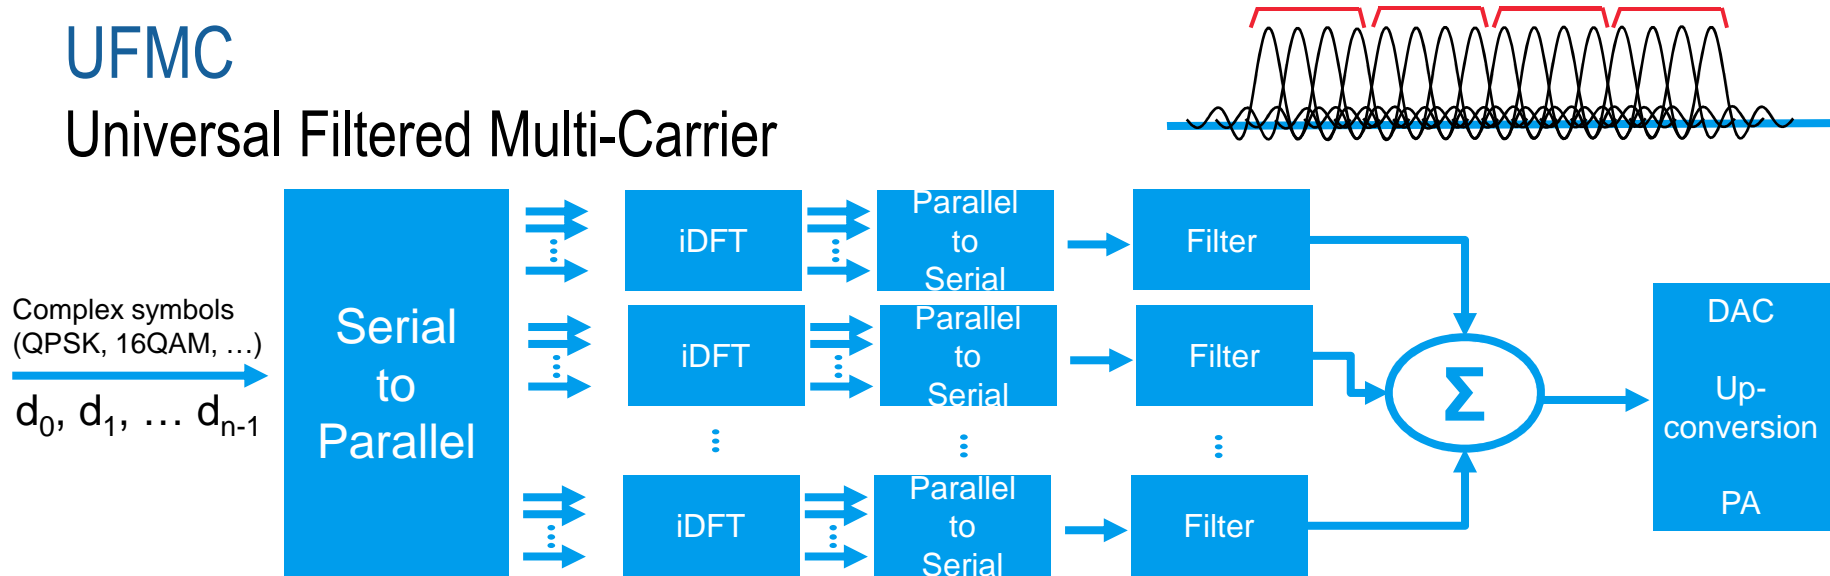 UFMC
Universal Filtered Multi-Carrier
Complex symbols
(QPSK, 16QAM, …)
d0, d1, … dn-1
Serial
to
Parallel
iDFT
Parallel
to
Serial
Filter
iDFT
Parallel
to
Serial
Filter
iDFT
Parallel
to
Serial
Filter
Σ
DAC
Up-
conversion
PA